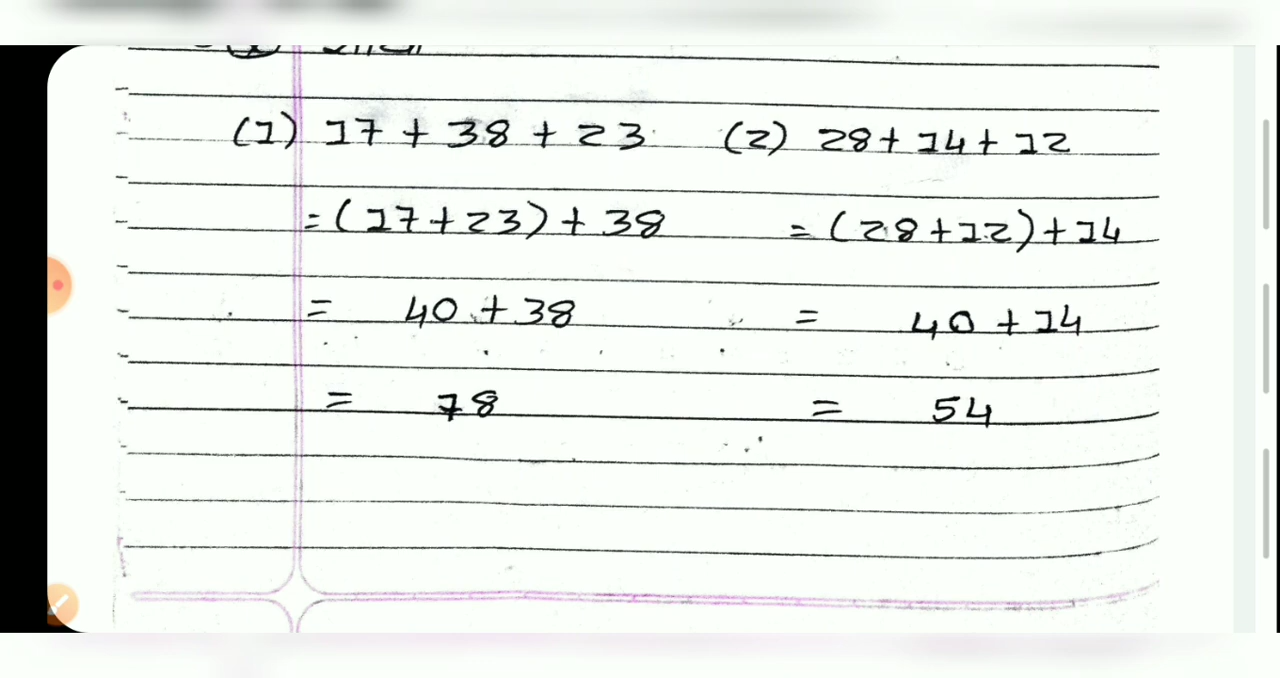 (1) 17 + 38 + 23 (2) 28 + 14 + 12
= (17 + 23) + 38 = (28 + 12) + 14
= 40 + 38 = 40 + 14
= 78 = 54